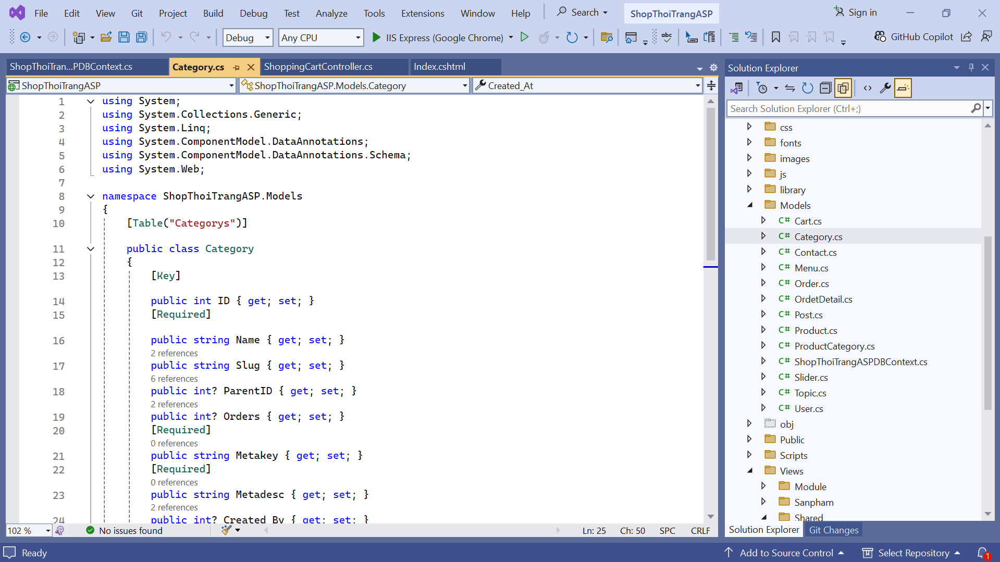 File Edit View Git Project Build Debug Test Analyze Tools Extensions Window Help Search ShopThoiTrangASP Sign in
Debug Any CPU IIS Express (Google Chrome) abc GitHub Copilot
ShopThoiTran...PDBContext.cs Category.cs ShoppingCartController.cs Index.cshtml
ShopThoiTrangASP ShopThoiTrangASP.Models.Category Created_At
1 using System;
2 using System.Collections.Generic;
3 using System.Linq;
4 using System.ComponentModel.DataAnnotations;
5 using System.ComponentModel.DataAnnotations.Schema;
6 using System.Web;
7
8 namespace ShopThoiTrangASP.Models
9 {
10 [Table("Categorys")]
11 public class Category
12 {
13 [Key]
14 public int ID { get; set; }
15 [Required]
16 public string Name { get; set; }
2 references
17 public string Slug { get; set; }
6 references
18 public int? ParentID { get; set; }
2 references
19 public int? Orders { get; set; }
20 [Required]
0 references
21 public string Metakey { get; set; }
22 [Required]
0 references
23 public string Metadesc { get; set; }
2 references
24 public int? Created_By { get; set; }
102 % No issues found Ln: 25 Ch: 50 SPC CRLF
Solution Explorer
Search Solution Explorer (Ctrl+;)
css
fonts
images
js
library
Models
C# Cart.cs
C# Category.cs
C# Contact.cs
C# Menu.cs
C# Order.cs
C# OrdetDetail.cs
C# Post.cs
C# Product.cs
C# ProductCategory.cs
C# ShopThoiTrangASPDBContext.cs
C# Slider.cs
C# Topic.cs
C# User.cs
obj
Public
Scripts
Views
Module
Sanpham
Shared
Solution Explorer Git Changes
Ready Add to Source Control Select Repository 1